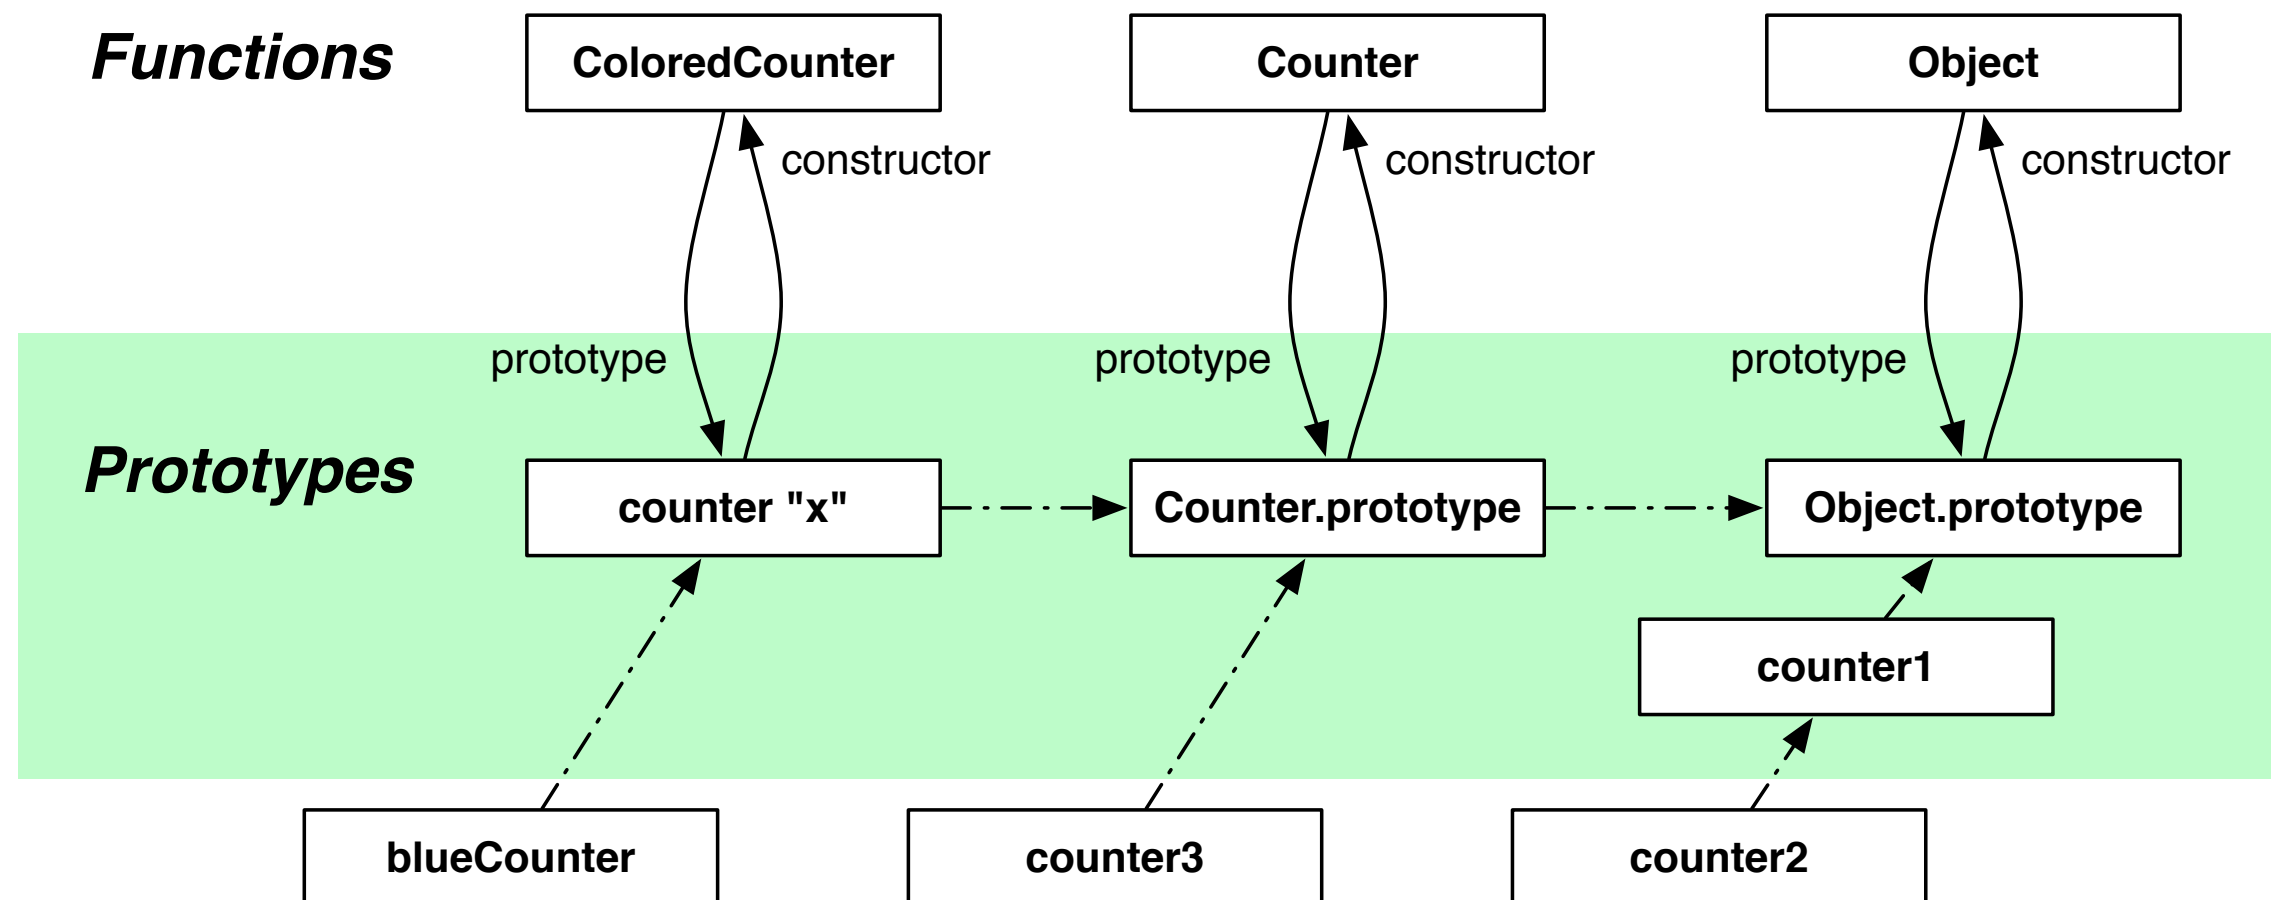 Functions
ColoredCounter
Counter
Object
constructor
constructor
constructor
prototype
prototype
prototype
Prototypes
counter "x"
Counter.prototype
Object.prototype
counter1
blueCounter
counter3
counter2